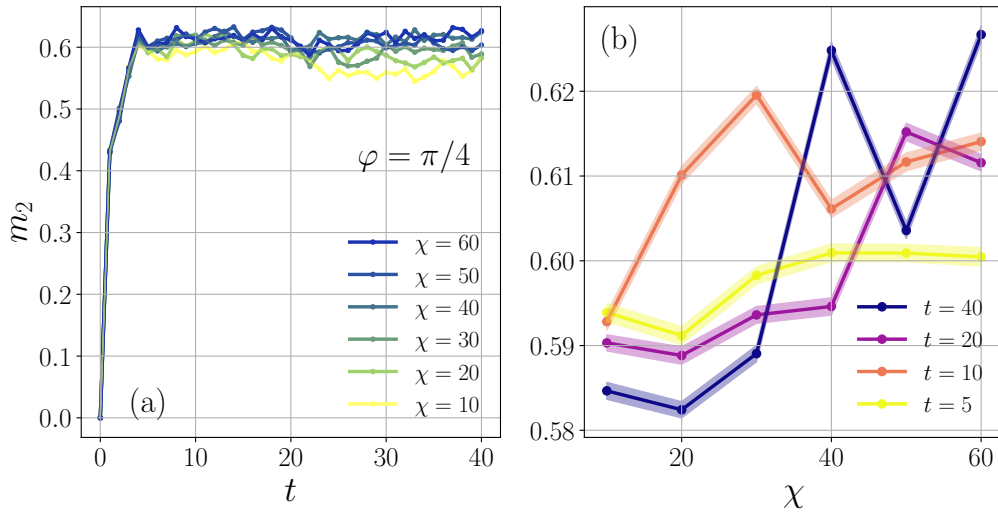 0.6
0.5
0.4
0.3
0.2
0.1
0.0
m₂
φ = π/4
χ = 60
χ = 50
χ = 40
χ = 30
χ = 20
χ = 10
(a)
0 10 20 30 40
t
(b)
0.62
0.61
0.60
0.59
0.58
t = 40
t = 20
t = 10
t = 5
20 40 60
χ